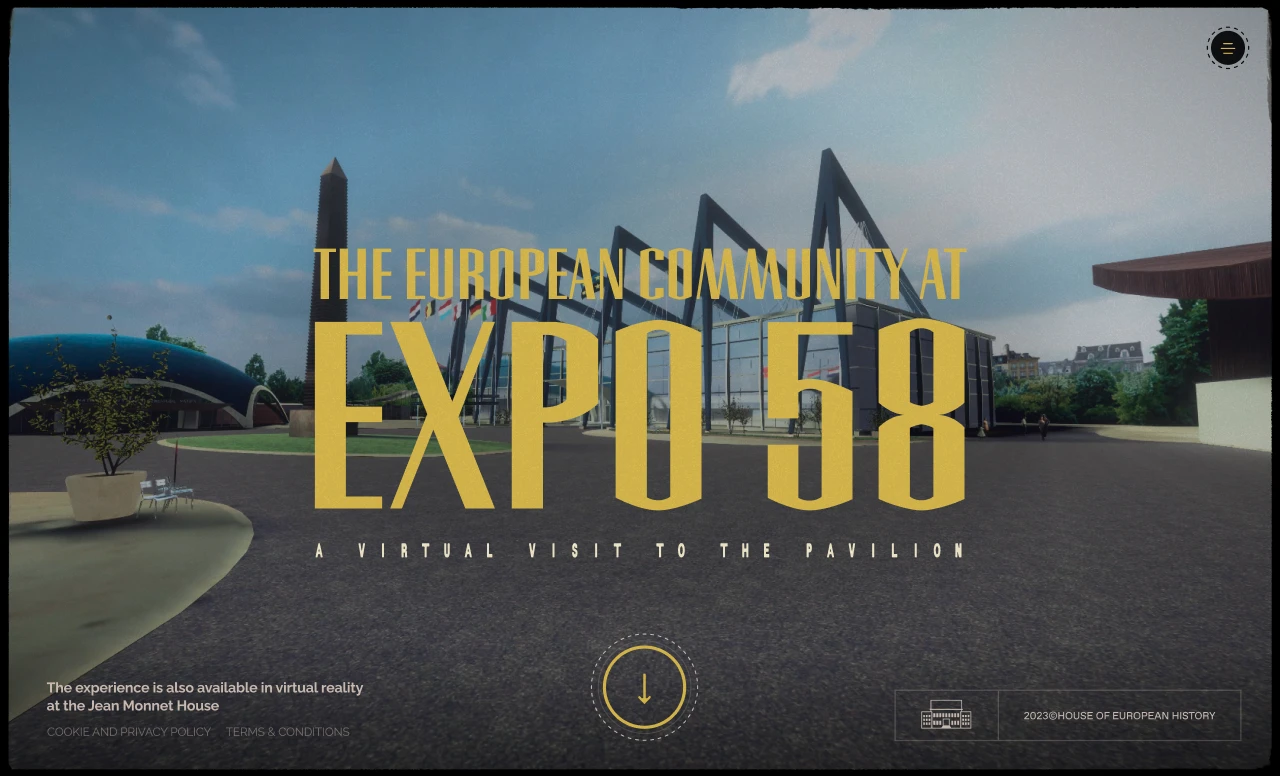 THE EUROPEAN COMMUNITY AT
EXPO 58
A VIRTUAL VISIT TO THE PAVILION
The experience is also available in virtual reality
at the Jean Monnet House
COOKIE AND PRIVACY POLICY TERMS & CONDITIONS
2023©HOUSE OF EUROPEAN HISTORY